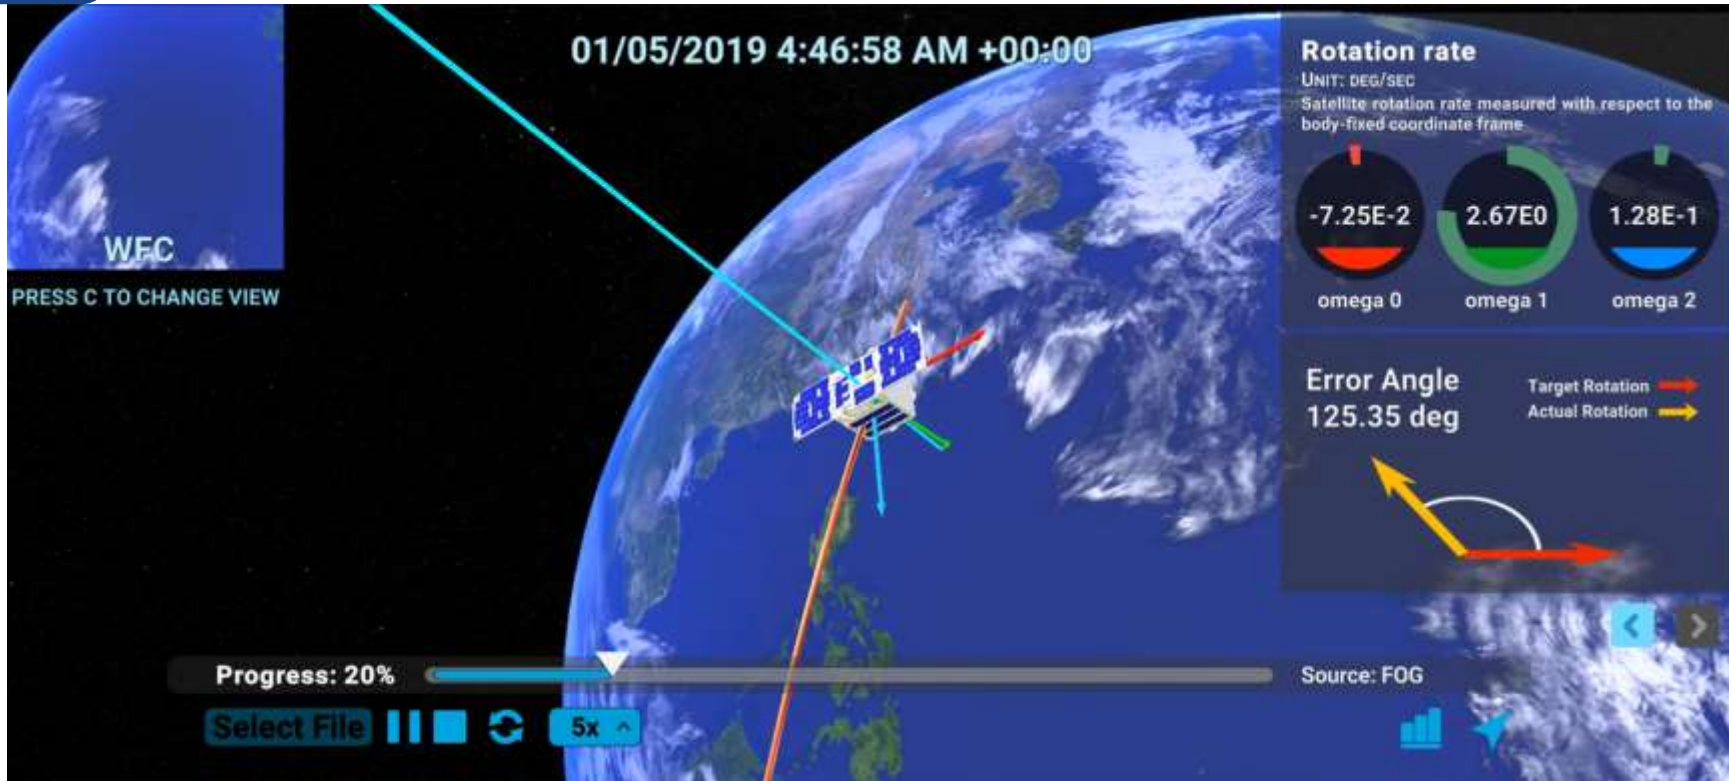 01/05/2019 4:46:58 AM +00:00
WFC
PRESS C TO CHANGE VIEW
Rotation rate
UNIT: DEG/SEC
Satellite rotation rate measured with respect to the
body-fixed coordinate frame
-7.25E-2
2.67E0
1.28E-1
omega 0
omega 1
omega 2
Error Angle
125.35 deg
Target Rotation
Actual Rotation
Progress: 20%
Source: FOG
Select File
5x